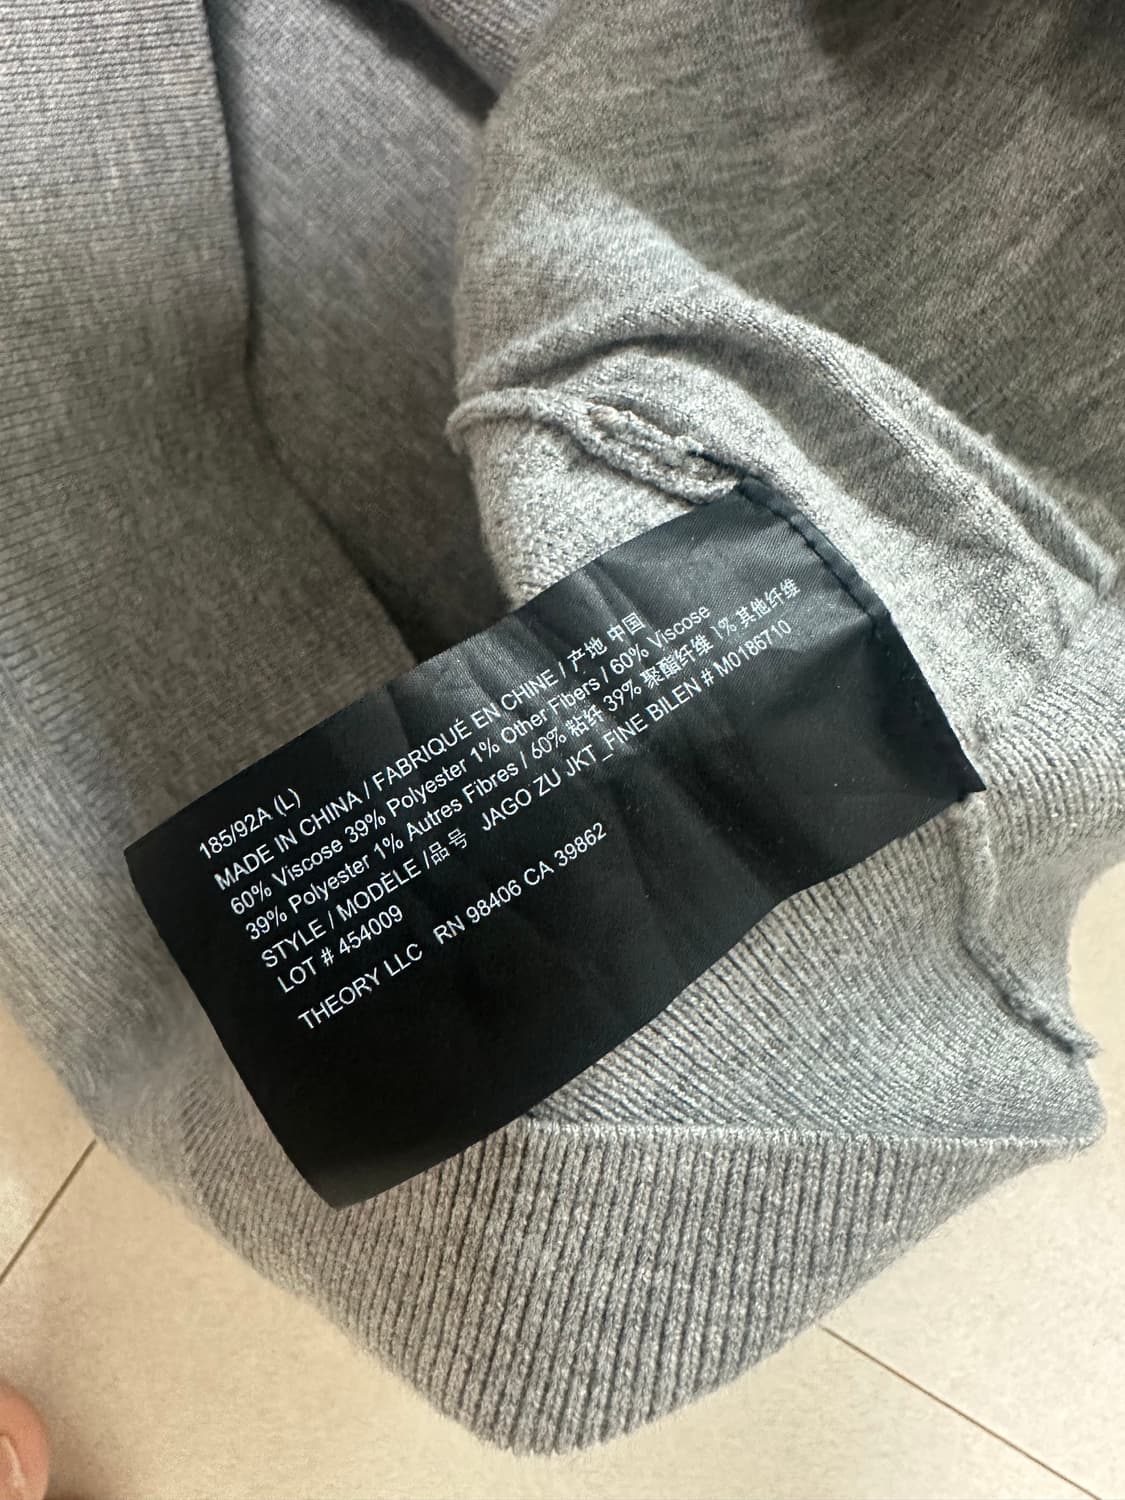 185/92A (L)
MADE IN CHINA / FABRIQUÉ EN CHINE / 产地 中国
60% Viscose 39% Polyester 1% Other Fibers / 60% Viscose
39% Polyester 1% Autres Fibres / 60% 粘纤 39% 聚酯纤维 1% 其他纤维
STYLE / MODÈLE /品号 JAGO ZU JKT_FINE BILEN # M0186710
LOT # 454009
THEORY LLC RN 98406 CA 39862